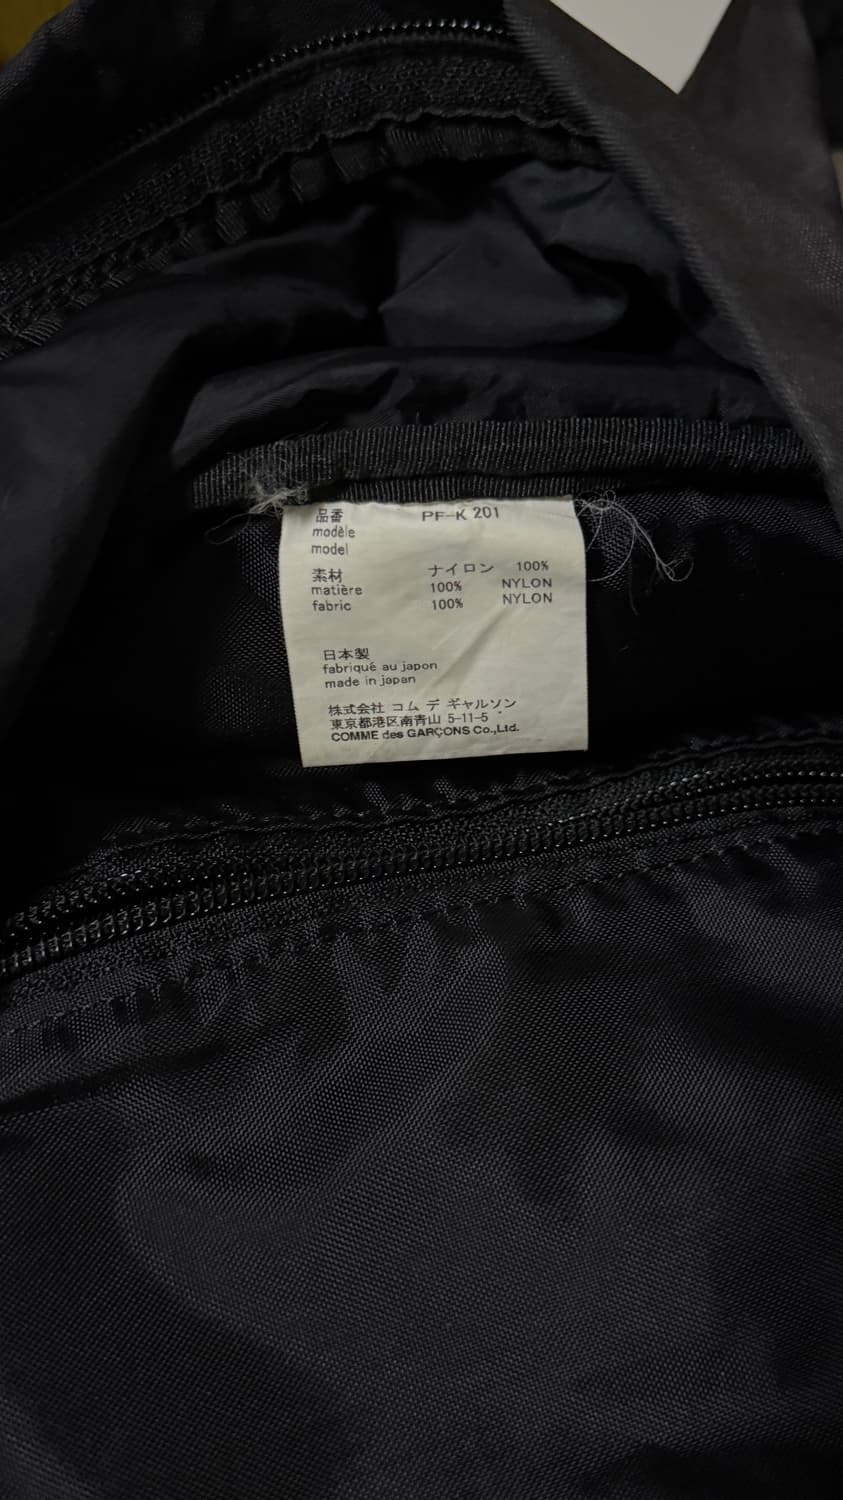 品番 PF-K 201
modèle
model
素材 ナイロン 100%
matière 100% NYLON
fabric 100% NYLON
日本製
fabriqué au japon
made in japan
株式会社 コム デ ギャルソン
東京都港区南青山 5-11-5
COMME des GARÇONS Co.,Ltd.